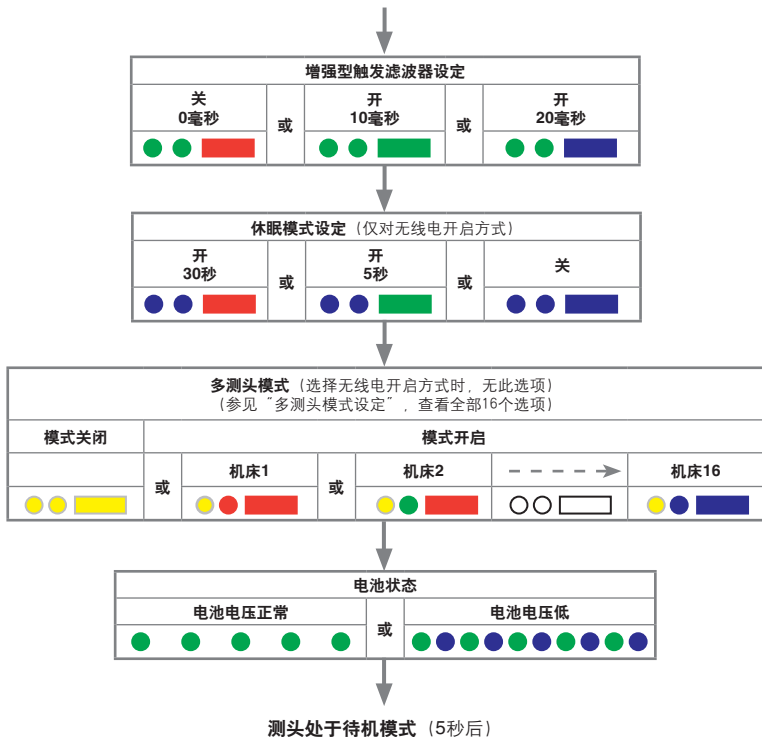 增强型触发滤波器设定
关
0毫秒
或
开
10毫秒
或
开
20毫秒
休眠模式设定（仅对无线电开启方式）
开
30秒
或
开
5秒
或
关
多测头模式（选择无线电开启方式时，无此选项）
（参见“多测头模式设定”，查看全部16个选项）
模式关闭
模式开启
或
机床1
或
机床2
机床16
电池状态
电池电压正常
或
电池电压低
测头处于待机模式（5秒后）